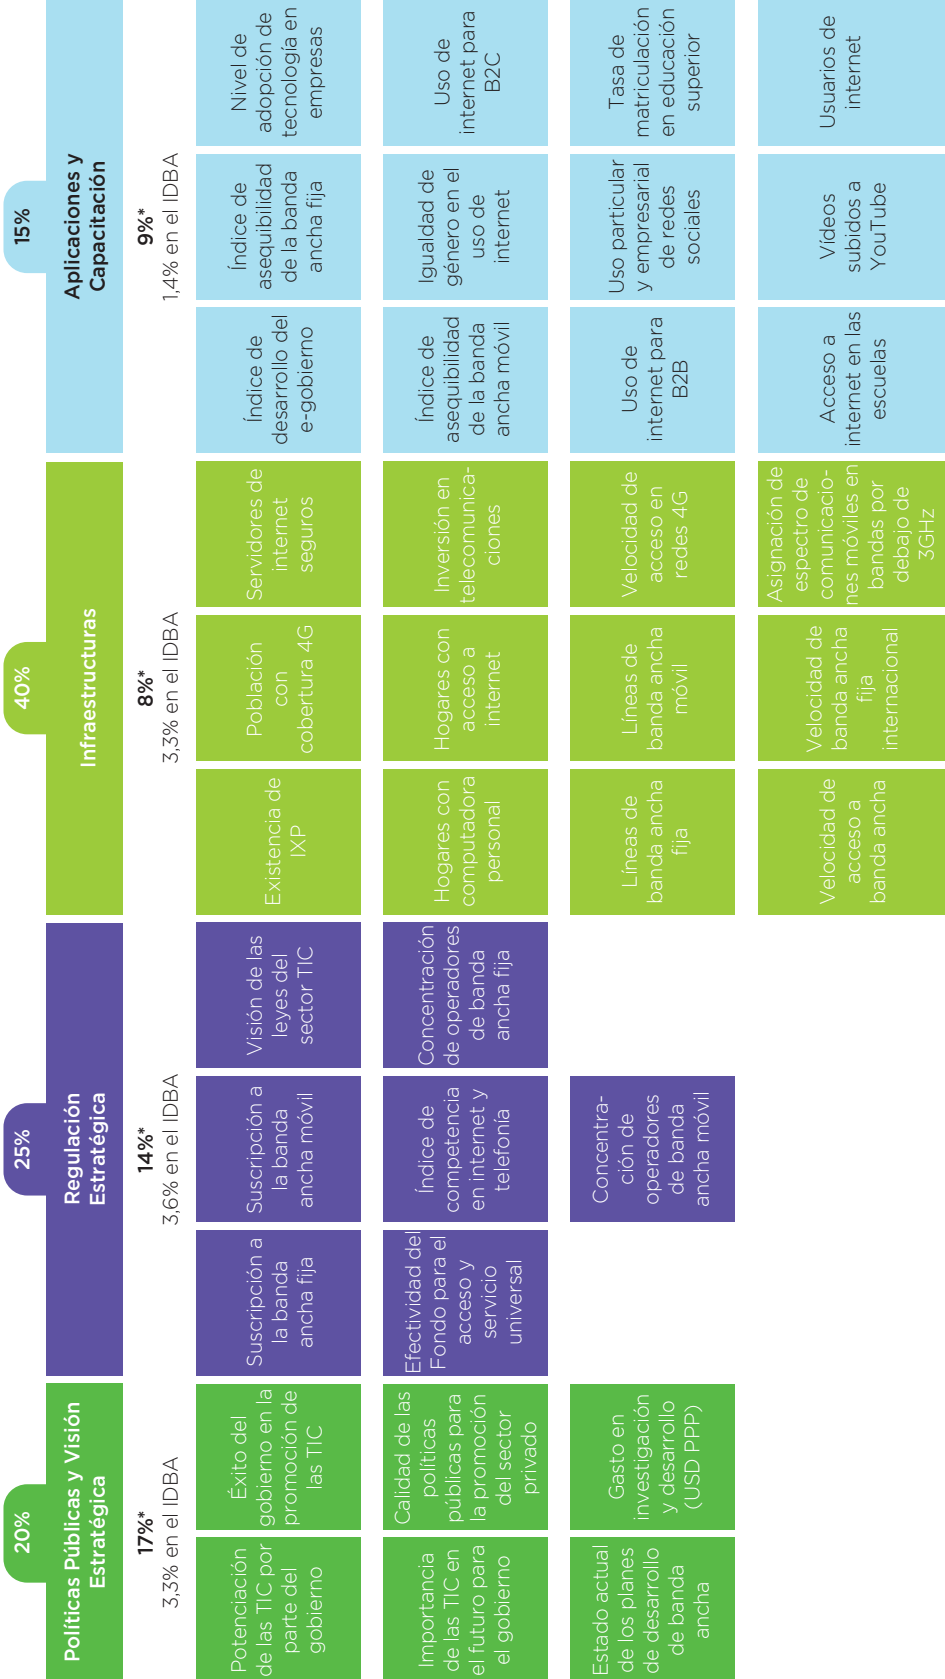 20%
Políticas Públicas y Visión
Estratégica
17%*
3,3% en el IDBA
Potenciación
de las TIC por
parte del
gobierno
Éxito del
gobierno en la
promoción de
las TIC
Importancia
de las TIC en
el futuro para
el gobierno
Calidad de las
políticas
públicas para
la promoción
del sector
privado
Estado actual
de los planes
de desarrollo
de banda
ancha
Gasto en
investigación
y desarrollo
(USD PPP)
25%
Regulación
Estratégica
14%*
3,6% en el IDBA
Suscripción a
la banda
ancha fija
Suscripción a
la banda
ancha móvil
Visión de las
leyes del
sector TIC
Efectividad del
Fondo para el
acceso y
servicio
universal
Índice de
competencia
en internet y
telefonía
Concentración
de operadores
de banda
ancha fija
Concentra-
ción de
operadores
de banda
ancha móvil
40%
Infraestructuras
8%*
3,3% en el IDBA
Existencia de
IXP
Población
con
cobertura 4G
Servidores de
internet
seguros
Hogares con
computadora
personal
Hogares con
acceso a
internet
Inversión en
telecomunica-
ciones
Líneas de
banda ancha
fija
Líneas de
banda ancha
móvil
Velocidad de
acceso en
redes 4G
Velocidad de
acceso a
banda ancha
Velocidad de
banda ancha
fija
internacional
Asignación de
espectro de
comunicacio-
nes móviles en
bandas por
debajo de
3GHz
15%
Aplicaciones y
Capacitación
9%*
1,4% en el IDBA
Índice de
desarrollo del
e-gobierno
Índice de
asequibilidad
de la banda
ancha fija
Nivel de
adopción de
tecnología en
empresas
Índice de
asequibilidad
de la banda
ancha móvil
Igualdad de
género en el
uso de
internet
Uso de
internet para
B2C
Uso de
internet para
B2B
Uso particular
y empresarial
de redes
sociales
Tasa de
matriculación
en educación
superior
Acceso a
internet en las
escuelas
Vídeos
subidos a
YouTube
Usuarios de
internet